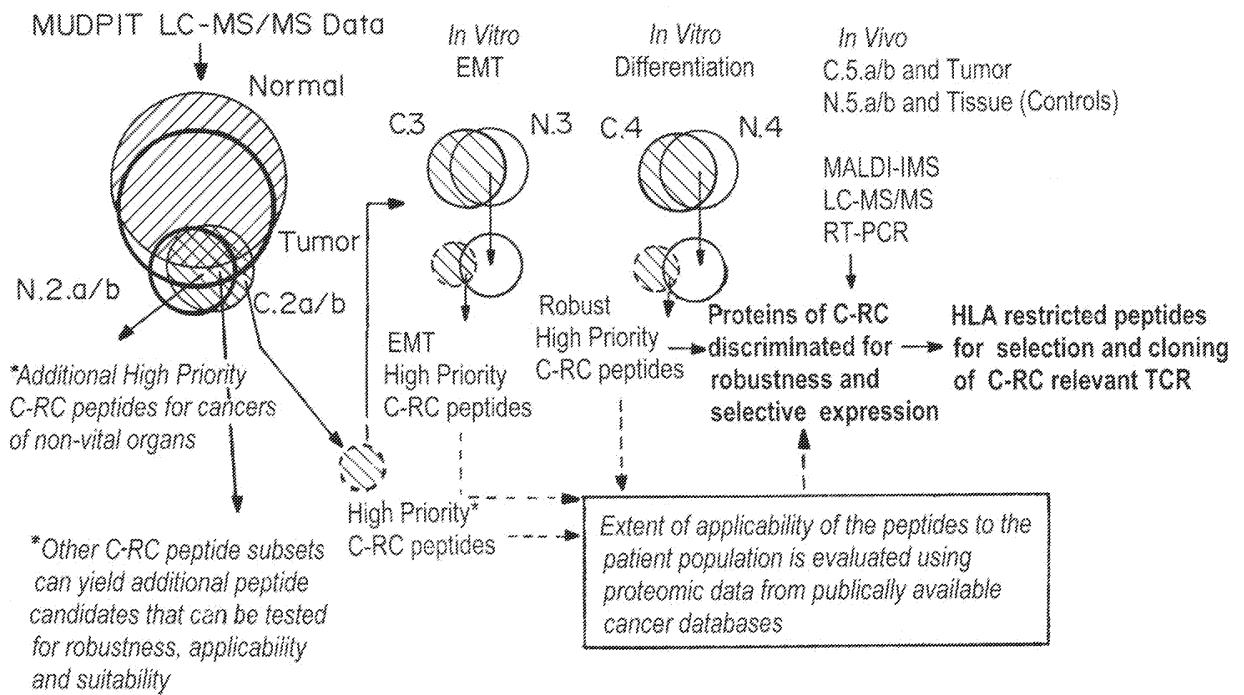 MUDPIT LC-MS/MS Data
Normal
Tumor
N.2.a/b
C.2a/b
*Additional High Priority
C-RC peptides for cancers
of non-vital organs
*Other C-RC peptide subsets
can yield additional peptide
candidates that can be tested
for robustness, applicability
and suitability
High Priority*
C-RC peptides
In Vitro
EMT
C.3
N.3
EMT
High Priority
C-RC peptides
In Vitro
Differentiation
C.4
N.4
Robust
High Priority
C-RC peptides
In Vivo
C.5.a/b and Tumor
N.5.a/b and Tissue (Controls)
MALDI-IMS
LC-MS/MS
RT-PCR
Proteins of C-RC
discriminated for
robustness and
selective expression
HLA restricted peptides
for selection and cloning
of C-RC relevant TCR
Extent of applicability of the peptides to the
patient population is evaluated using
proteomic data from publically available
cancer databases